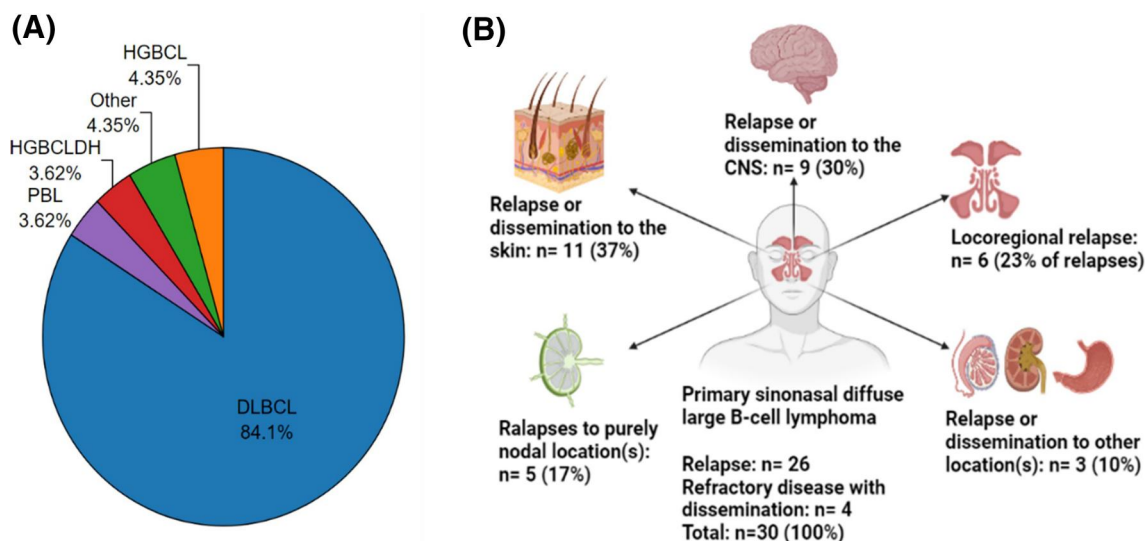 (A)
HGBCL
4.35%
Other
4.35%
HGBCLDH
3.62%
PBL
3.62%
DLBCL
84.1%
(B)
Relapse or
dissemination to the
CNS: n= 9 (30%)
Relapse or
dissemination to the
skin: n= 11 (37%)
Locoregional relapse:
n= 6 (23% of relapses)
Ralapses to purely
nodal location(s):
n= 5 (17%)
Primary sinonasal diffuse
large B-cell lymphoma
Relapse: n= 26
Refractory disease with
dissemination: n= 4
Total: n=30 (100%)
Relapse or
dissemination to other
location(s): n= 3 (10%)